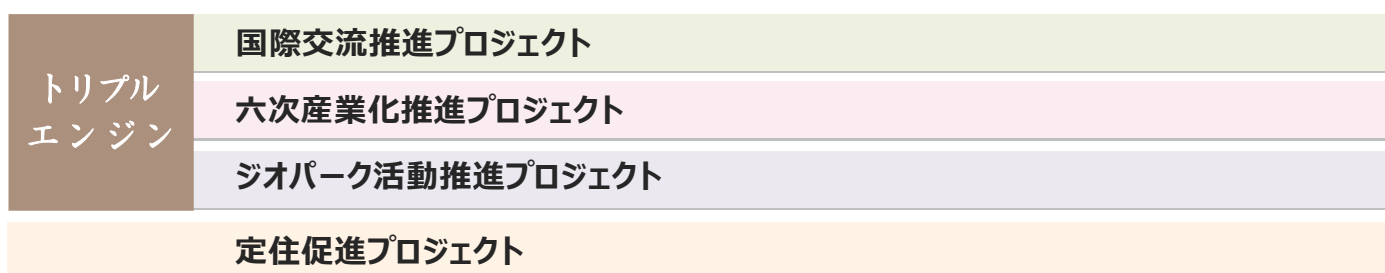 トリプル
エンジン
国際交流推進プロジェクト
六次産業化推進プロジェクト
ジオパーク活動推進プロジェクト
定住促進プロジェクト